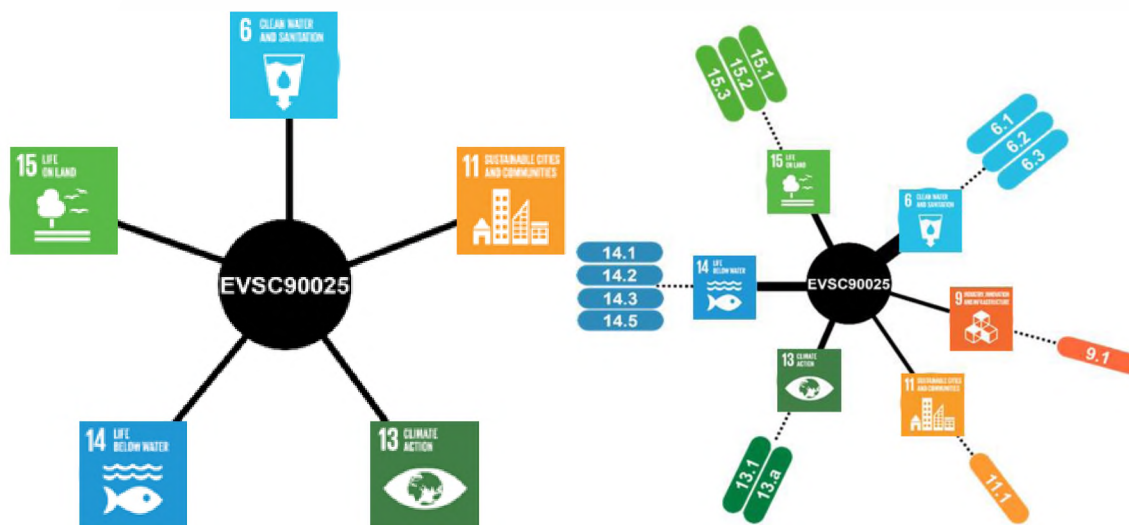 6 CLEAN WATER
AND SANITATION
15 LIFE
ON LAND
11 SUSTAINABLE CITIES
AND COMMUNITIES
EVSC90025
14 LIFE
BELOW WATER
13 CLIMATE
ACTION
15.3
15.2
15.1
6.1
6.2
6.3
15 LIFE
ON LAND
6 CLEAN WATER
AND SANITATION
14.1
14.2
14.3
14.5
14 LIFE
BELOW WATER
EVSC90025
9 INDUSTRY, INNOVATION
AND INFRASTRUCTURE
9.1
13 CLIMATE
ACTION
11 SUSTAINABLE CITIES
AND COMMUNITIES
13.1
13.a
11.1